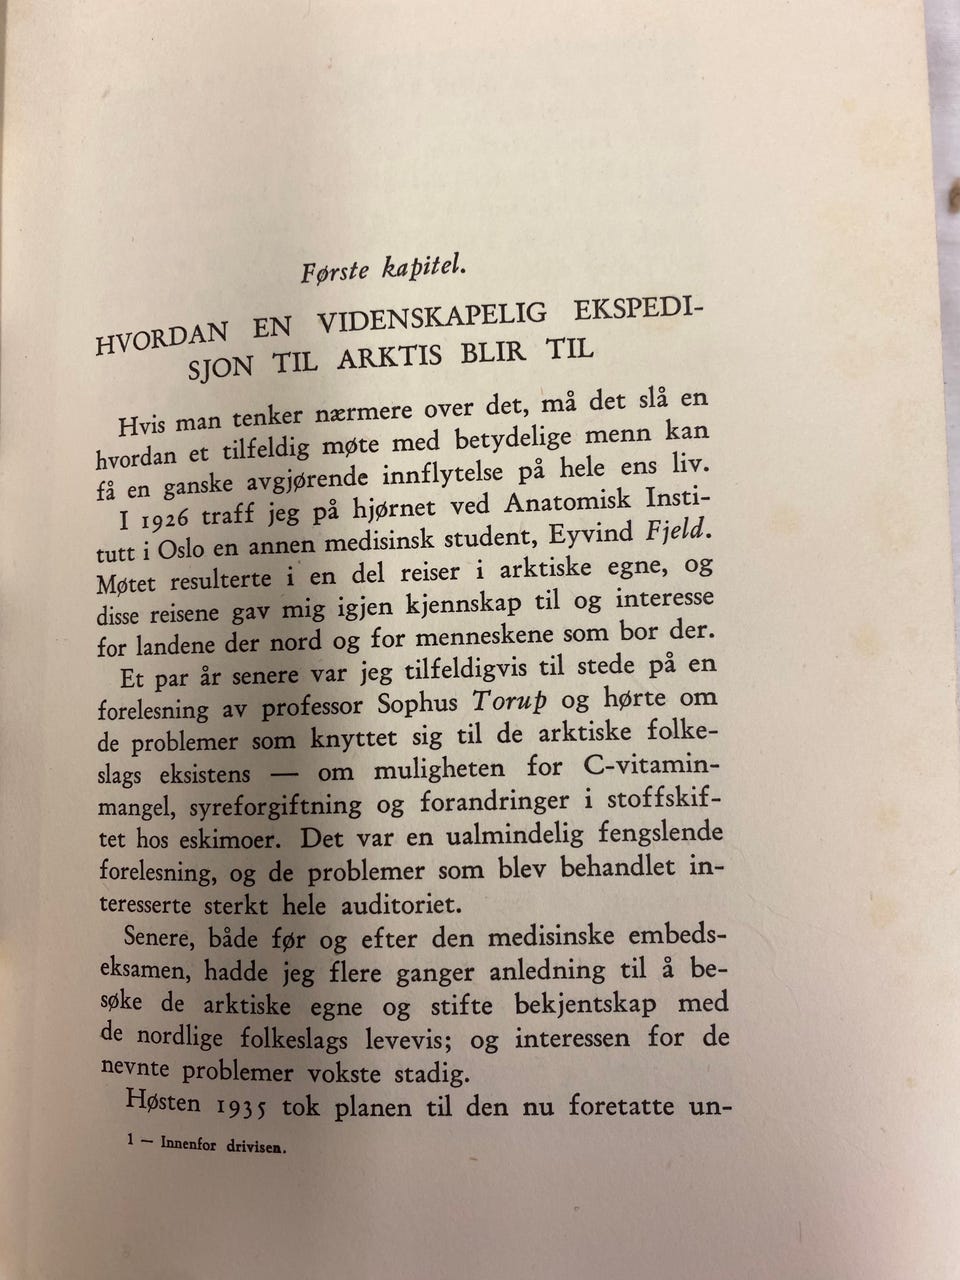 Første kapitel.
HVORDAN EN VIDENSKAPELIG EKSPEDI-
SJON TIL ARKTIS BLIR TIL
Hvis man tenker nærmere over det, må det slå en
hvordan et tilfeldig møte med betydelige menn kan
få en ganske avgjørende innflytelse på hele ens liv.
I 1926 traff jeg på hjørnet ved Anatomisk Insti-
tutt i Oslo en annen medisinsk student, Eyvind Fjeld.
Møtet resulterte i en del reiser i arktiske egne, og
disse reisene gav mig igjen kjennskap til og interesse
for landene der nord og for menneskene som bor der.
Et par år senere var jeg tilfeldigvis til stede på en
forelesning av professor Sophus Torup og hørte om
de problemer som knyttet sig til de arktiske folke-
slags eksistens — om muligheten for C-vitamin-
mangel, syreforgiftning og forandringer i stoffskif-
tet hos eskimoer. Det var en ualmindelig fengslende
forelesning, og de problemer som blev behandlet in-
teresserte sterkt hele auditoriet.
Senere, både før og efter den medisinske embeds-
eksamen, hadde jeg flere ganger anledning til å be-
søke de arktiske egne og stifte bekjentskap med
de nordlige folkeslags levevis; og interessen for de
nevnte problemer vokste stadig.
Høsten 1935 tok planen til den nu foretatte un-
1 — Innenfor drivisen.